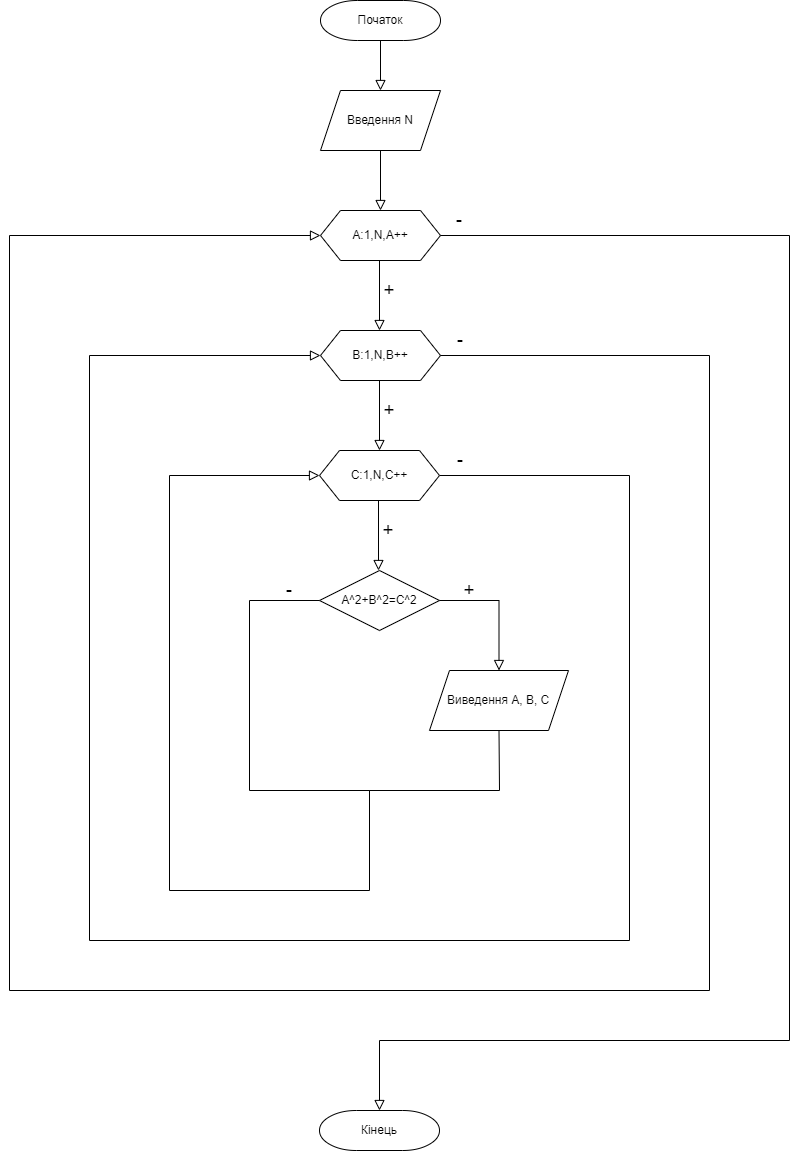 Початок
Введення N
-
A:1,N,A++
+
-
B:1,N,B++
+
-
C:1,N,C++
+
-
+
A^2+B^2=C^2
Виведення A, B, C
Кінець